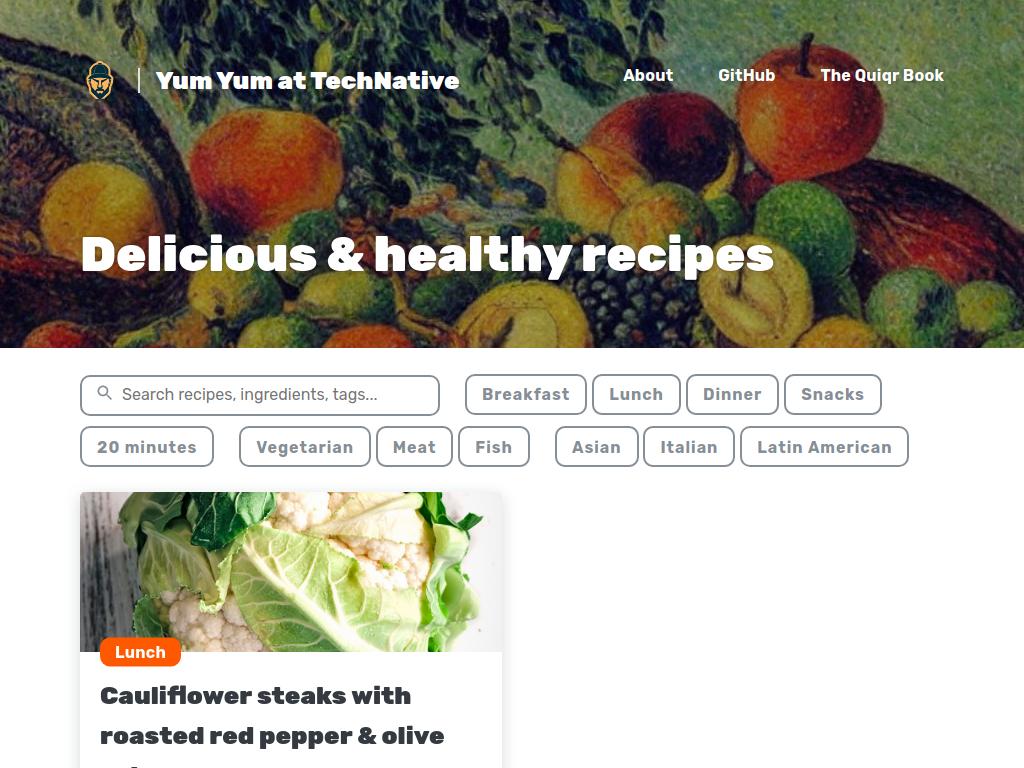 Yum Yum at TechNative
About GitHub The Quiqr Book
Delicious & healthy recipes
Search recipes, ingredients, tags...
Breakfast Lunch Dinner Snacks
20 minutes Vegetarian Meat Fish Asian Italian Latin American
Lunch
Cauliflower steaks with
roasted red pepper & olive